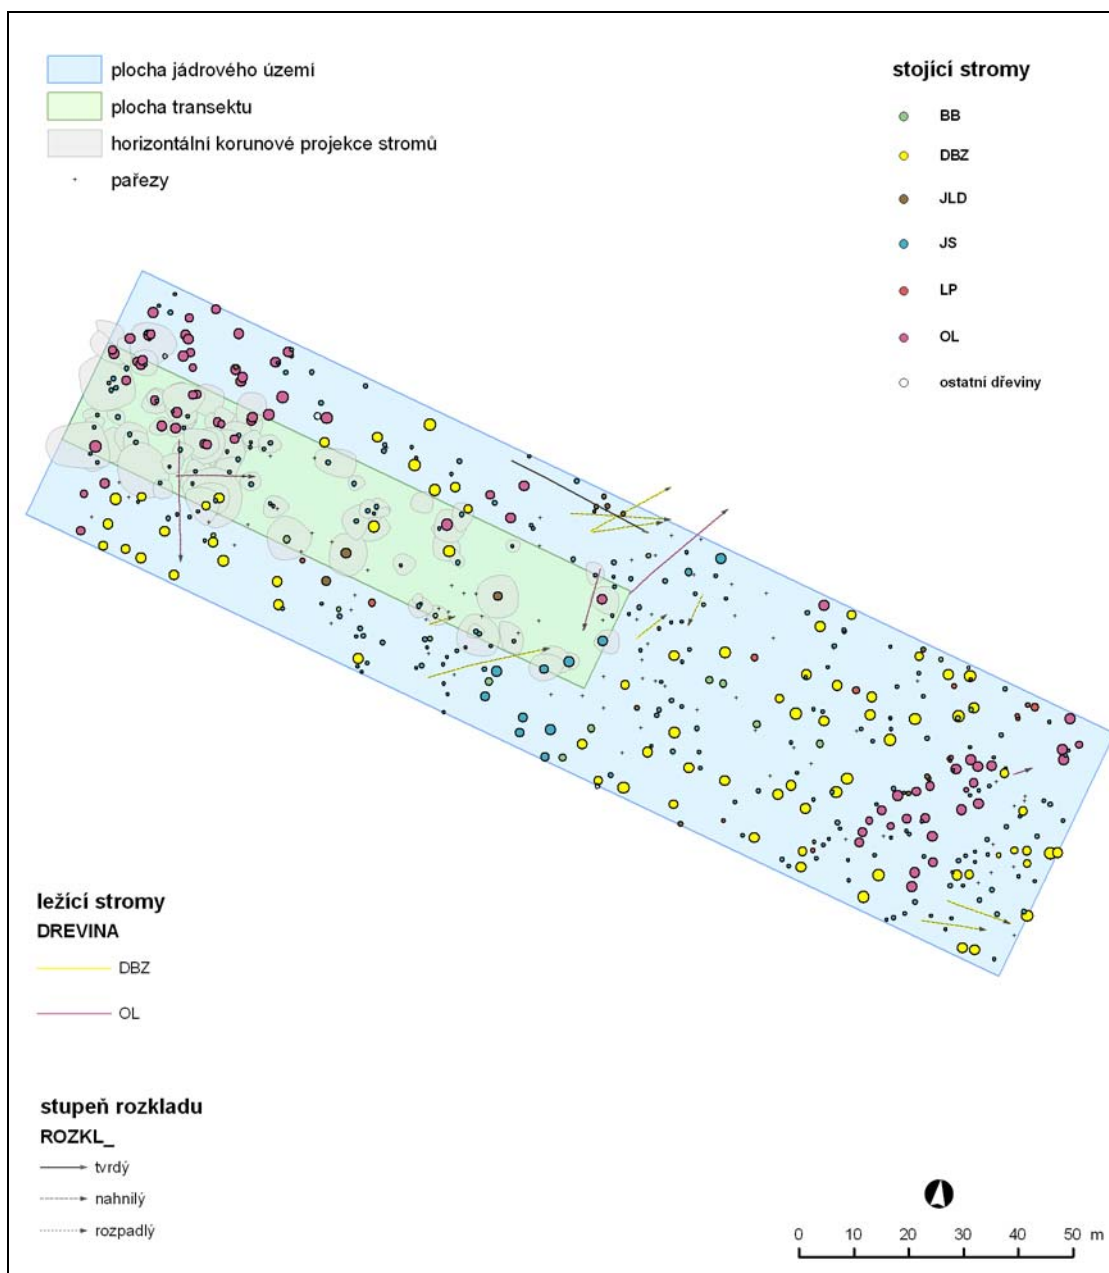 plocha jádrového území
plocha transektu
horizontální korunové projekce stromů
pařezy
stojící stromy
BB
DBZ
JLD
JS
LP
OL
ostatní dřeviny
ležící stromy
DREVINA
DBZ
OL
stupeň rozkladu
ROZKL_
tvrdý
nahnilý
rozpadlý
0 10 20 30 40 50 m